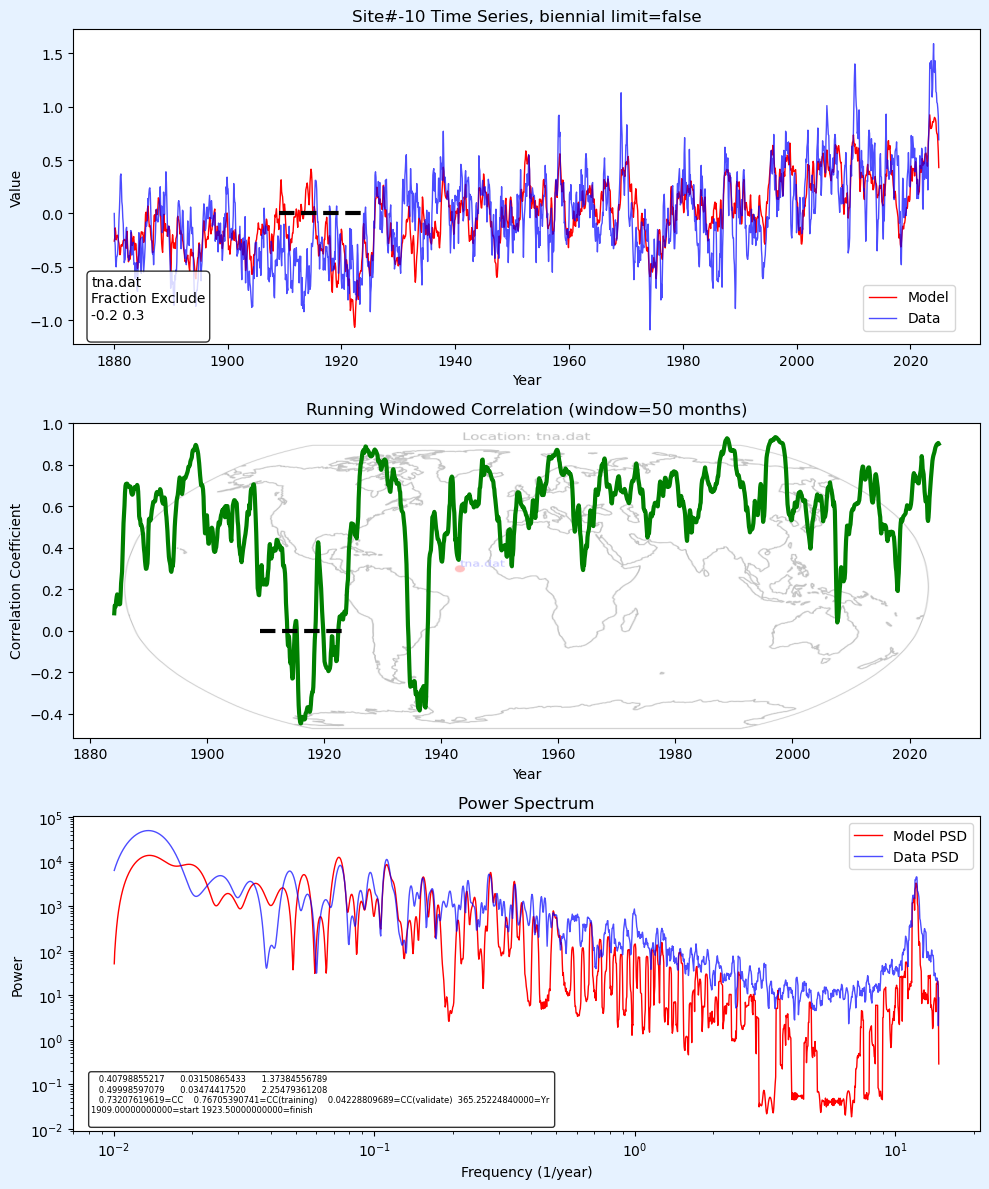 Site#-10 Time Series, biennial limit=false
Value
1.5
1.0
0.5
0.0
−0.5
−1.0
tna.dat
Fraction Exclude
-0.2 0.3
Model
Data
1880 1900 1920 1940 1960 1980 2000 2020
Year
Running Windowed Correlation (window=50 months)
Correlation Coefficient
1.0
0.8
0.6
0.4
0.2
0.0
−0.2
−0.4
Location: tna.dat
tna.dat
1880 1900 1920 1940 1960 1980 2000 2020
Year
Power Spectrum
Power
10^5
10^4
10^3
10^2
10^1
10^0
10^−1
10^−2
Model PSD
Data PSD
0.40798855217 0.03150865433 1.37384556789
0.49998597079 0.03474417520 2.25479361208
0.73207619619=CC 0.76705390741=CC(training) 0.04228809689=CC(validate) 365.25224840000=Yr
1909.00000000000=start 1923.50000000000=finish
10^−2 10^−1 10^0 10^1
Frequency (1/year)